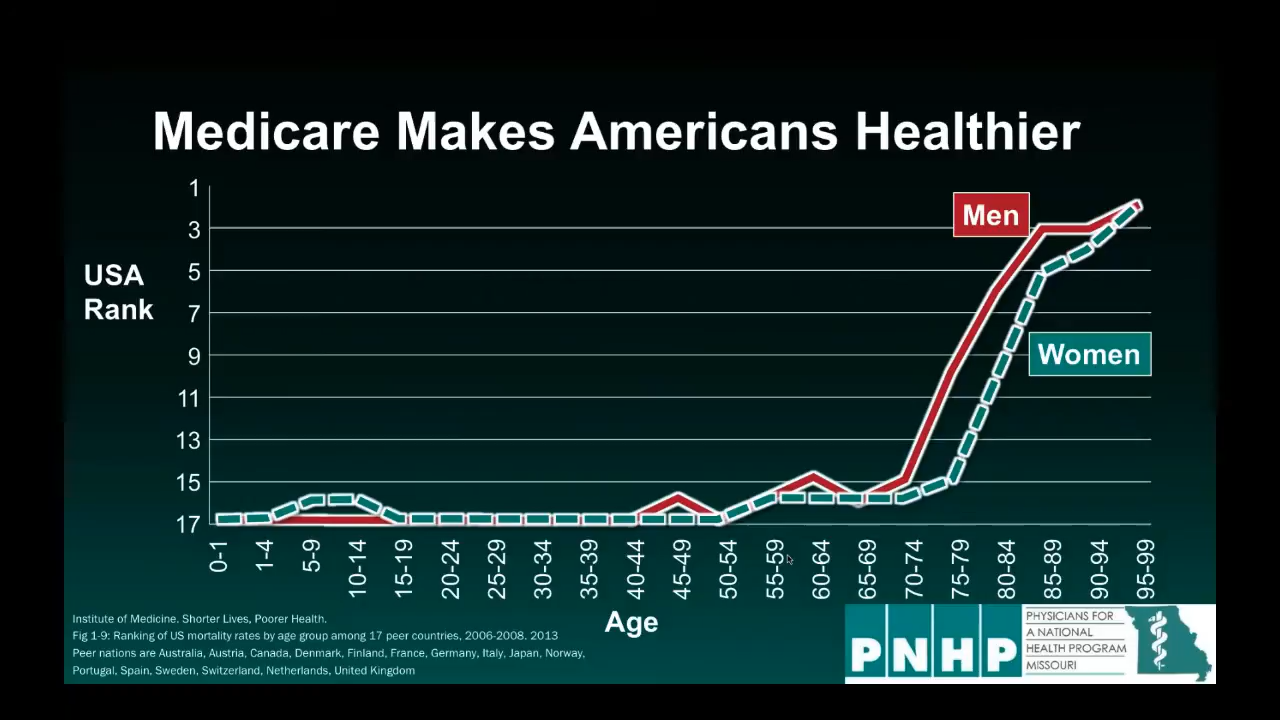 Medicare Makes Americans Healthier
USA
Rank
1
3
5
7
9
11
13
15
17
Men
Women
0-1
1-4
5-9
10-14
15-19
20-24
25-29
30-34
35-39
40-44
45-49
50-54
55-59
60-64
65-69
70-74
75-79
80-84
85-89
90-94
95-99
Age
Institute of Medicine. Shorter Lives, Poorer Health.
Fig 1-9: Ranking of US mortality rates by age group among 17 peer countries, 2006-2008. 2013
Peer nations are Australia, Austria, Canada, Denmark, Finland, France, Germany, Italy, Japan, Norway,
Portugal, Spain, Sweden, Switzerland, Netherlands, United Kingdom
PNHP
PHYSICIANS FOR
A NATIONAL
HEALTH PROGRAM
MISSOURI